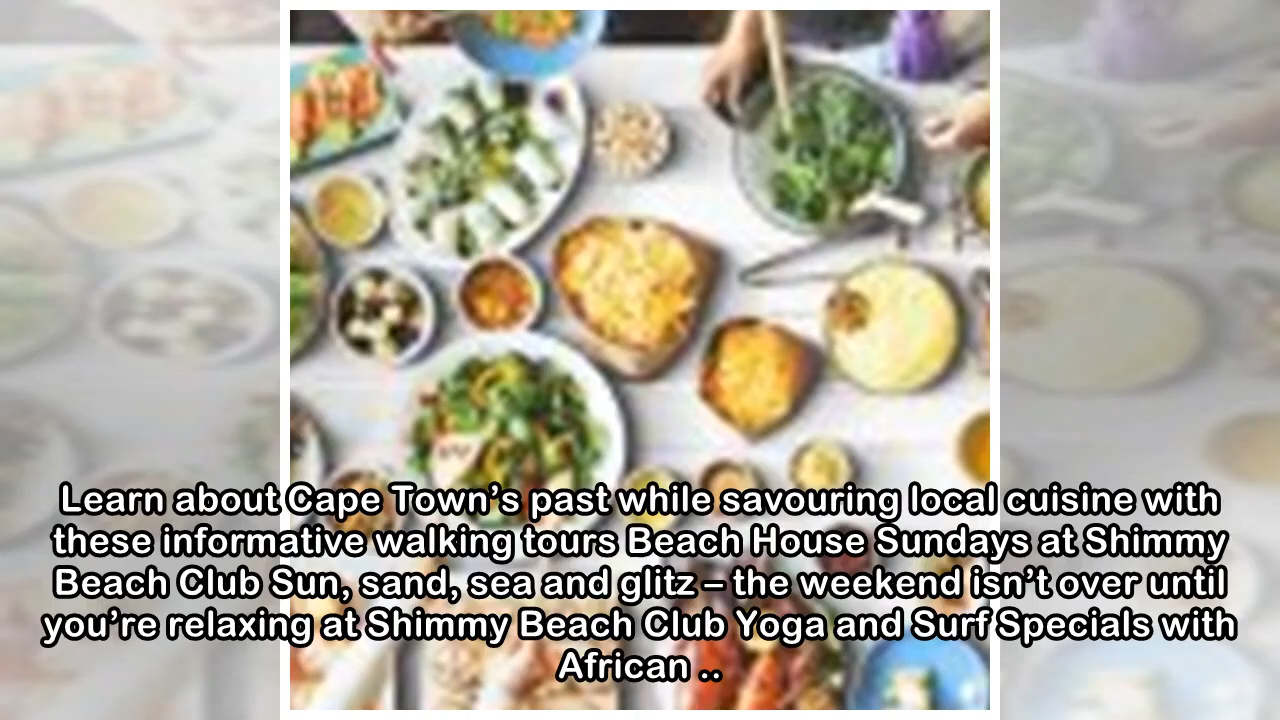 Learn about Cape Town’s past while savouring local cuisine with
these informative walking tours Beach House Sundays at Shimmy
Beach Club Sun, sand, sea and glitz – the weekend isn’t over until
you’re relaxing at Shimmy Beach Club Yoga and Surf Specials with
African ..